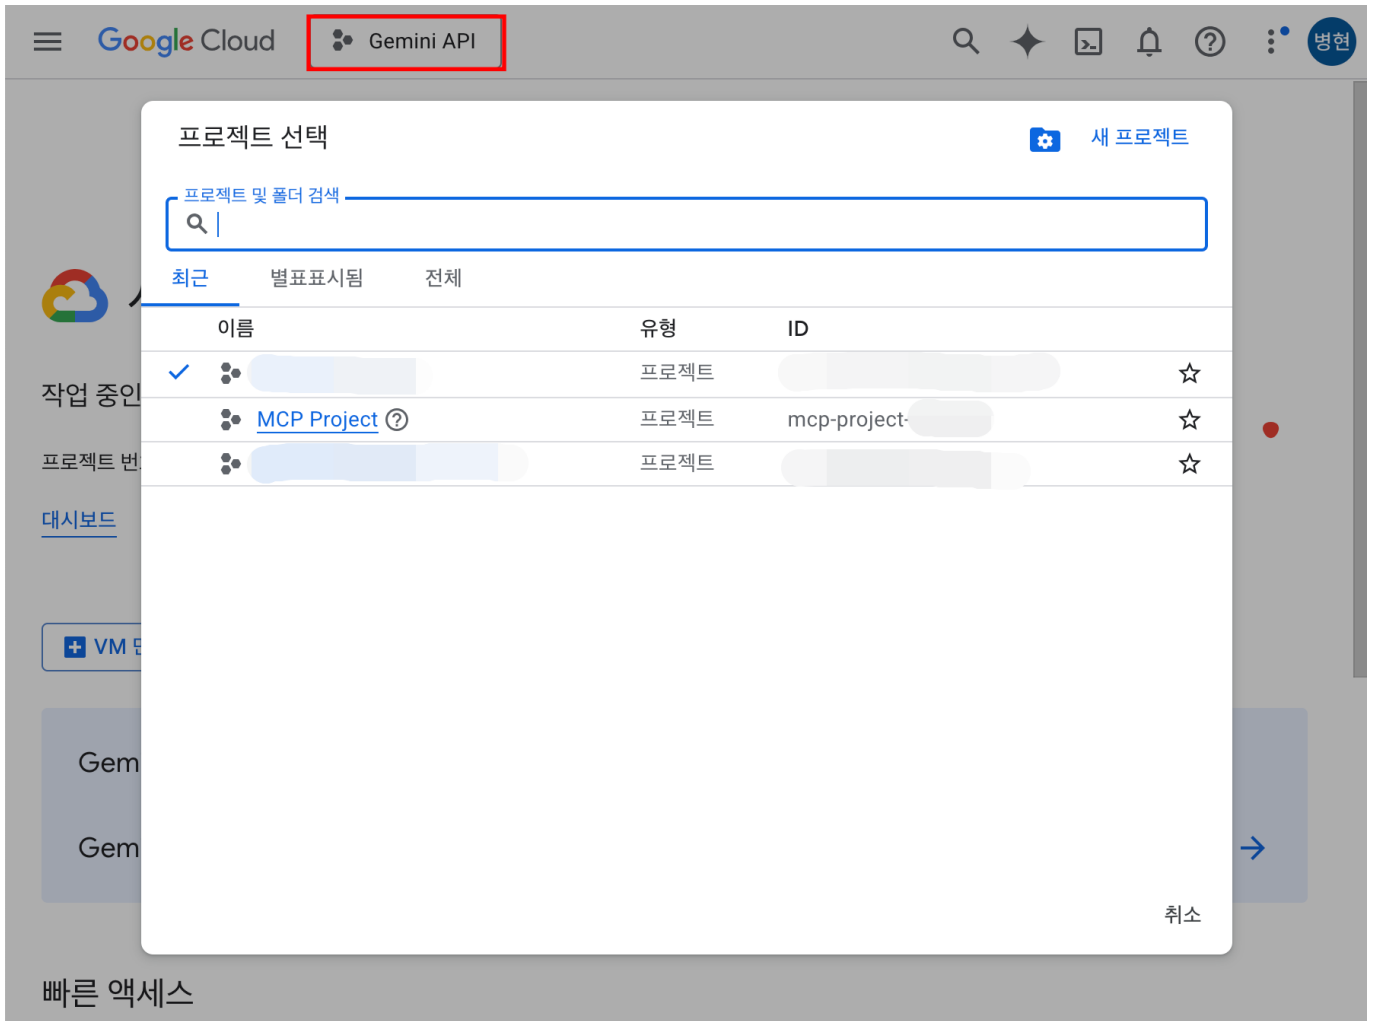 Google Cloud
Gemini API
병현
프로젝트 선택
새 프로젝트
프로젝트 및 폴더 검색
최근
별표표시됨
전체
이름
유형
ID
프로젝트
MCP Project
프로젝트
mcp-project-
프로젝트
작업 중인
프로젝트
대시보드
VM
Gem
Gem
취소
빠른 액세스